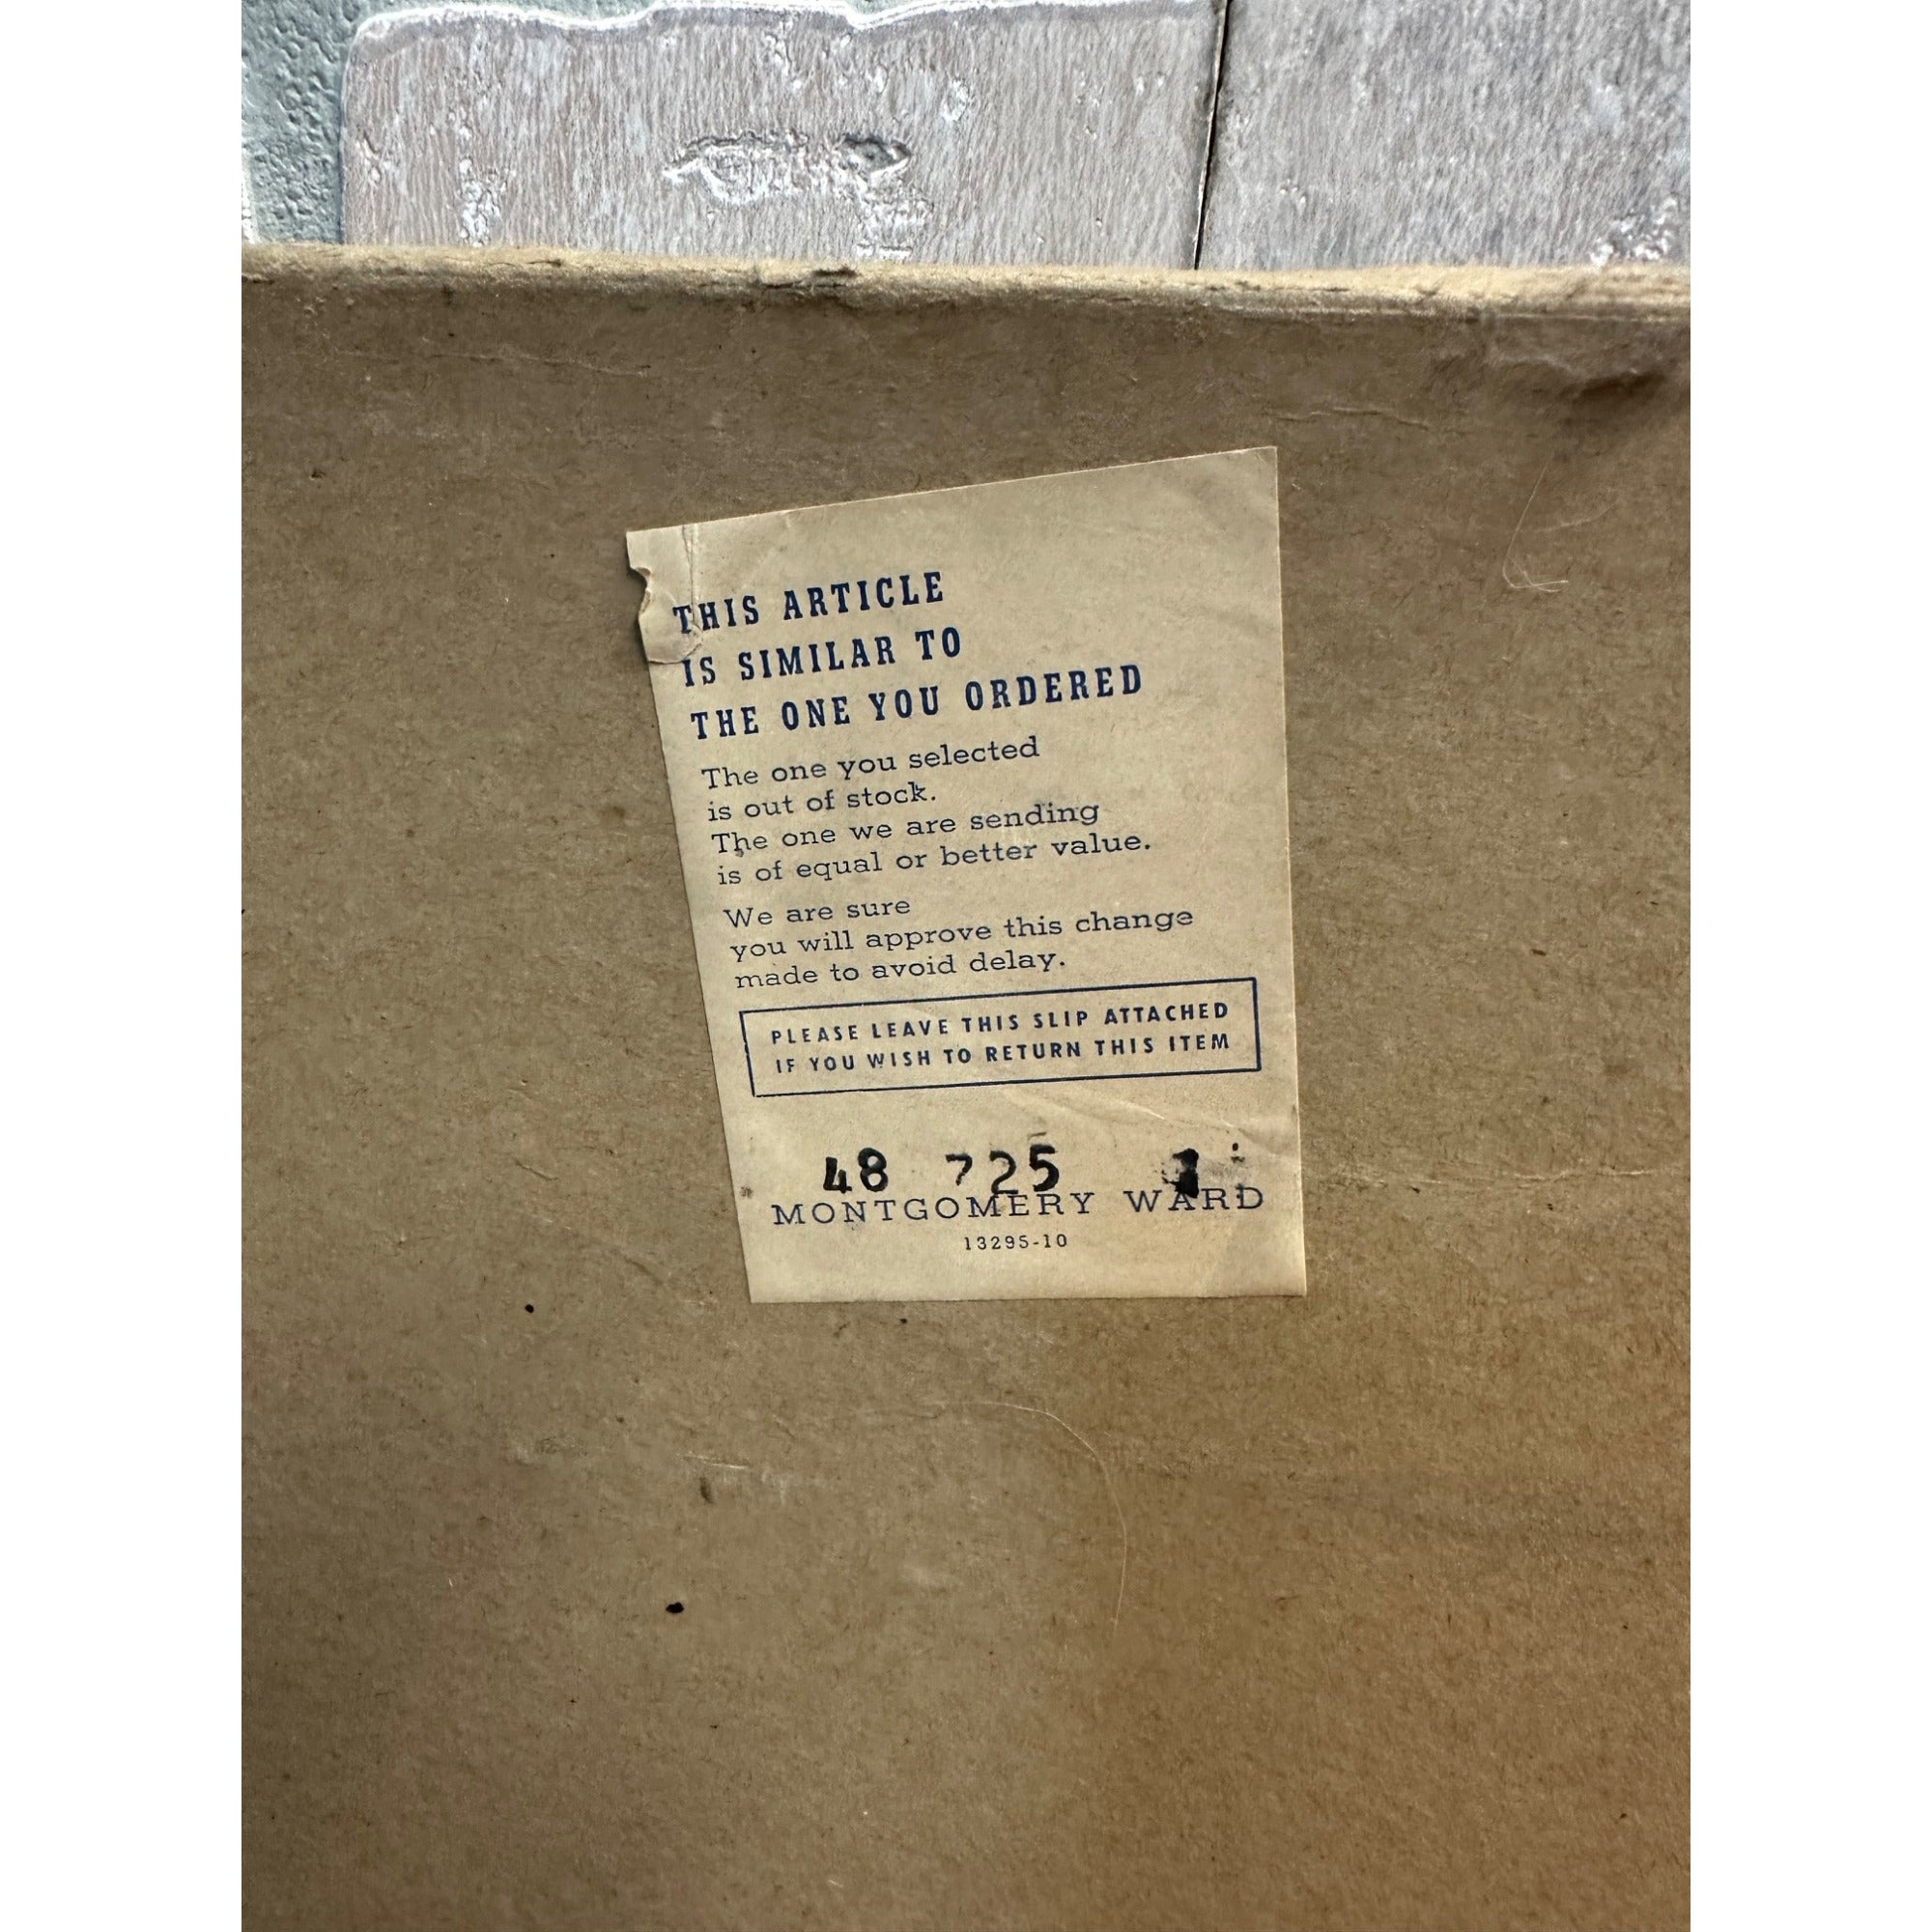 THIS ARTICLE
IS SIMILAR TO
THE ONE YOU ORDERED
The one you selected
is out of stock.
The one we are sending
is of equal or better value.
We are sure
you will approve this change
made to avoid delay.
PLEASE LEAVE THIS SLIP ATTACHED
IF YOU WISH TO RETURN THIS ITEM
48 725 1
MONTGOMERY WARD
13295-10